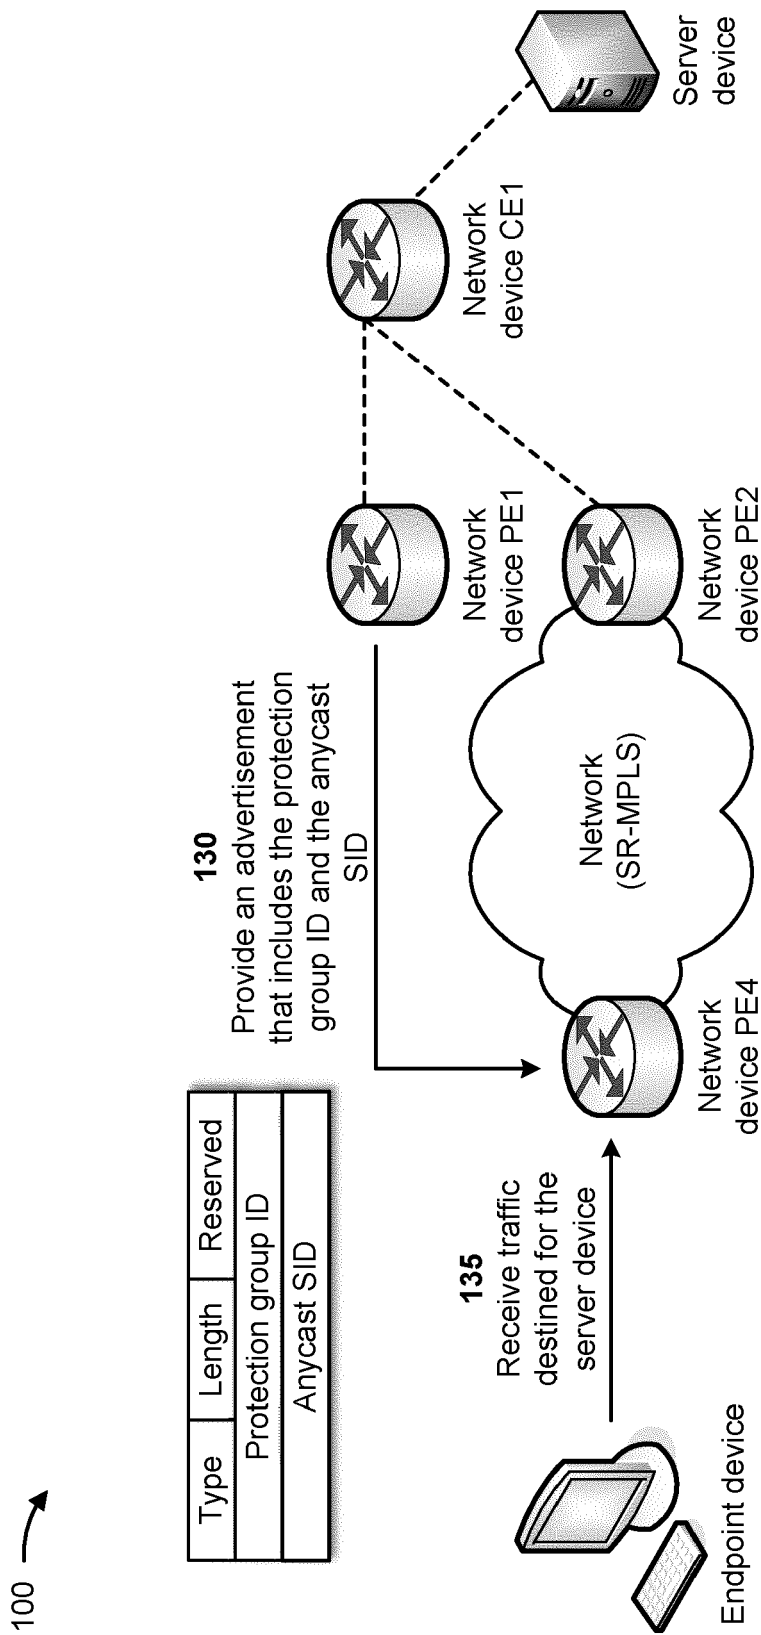 100
Type
Length
Reserved
Protection group ID
Anycast SID
130
Provide an advertisement
that includes the protection
group ID and the anycast
SID
135
Receive traffic
destined for the
server device
Endpoint device
Network
device PE4
Network
(SR-MPLS)
Network
device PE1
Network
device PE2
Network
device CE1
Server
device